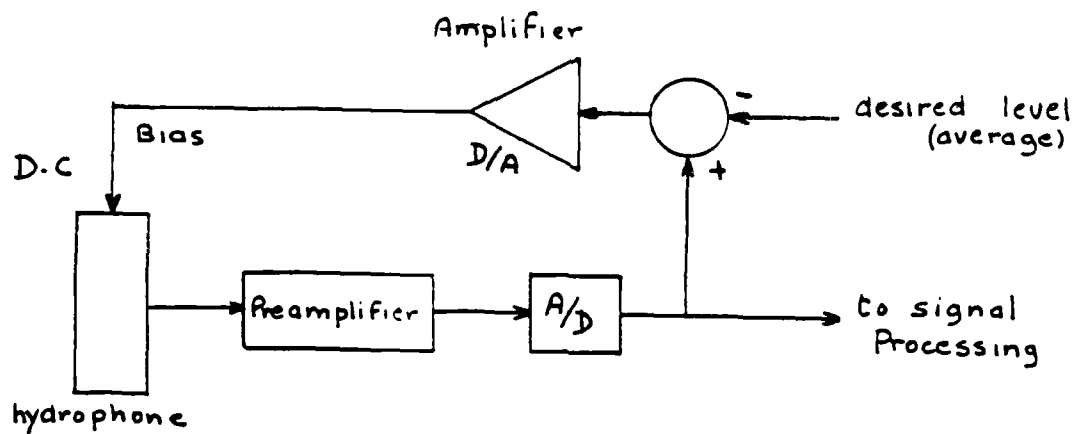 Amplifier
-
desired level
(average)
Bias
D/A
D.C
+
Preamplifier
A/D
to signal
Processing
hydrophone